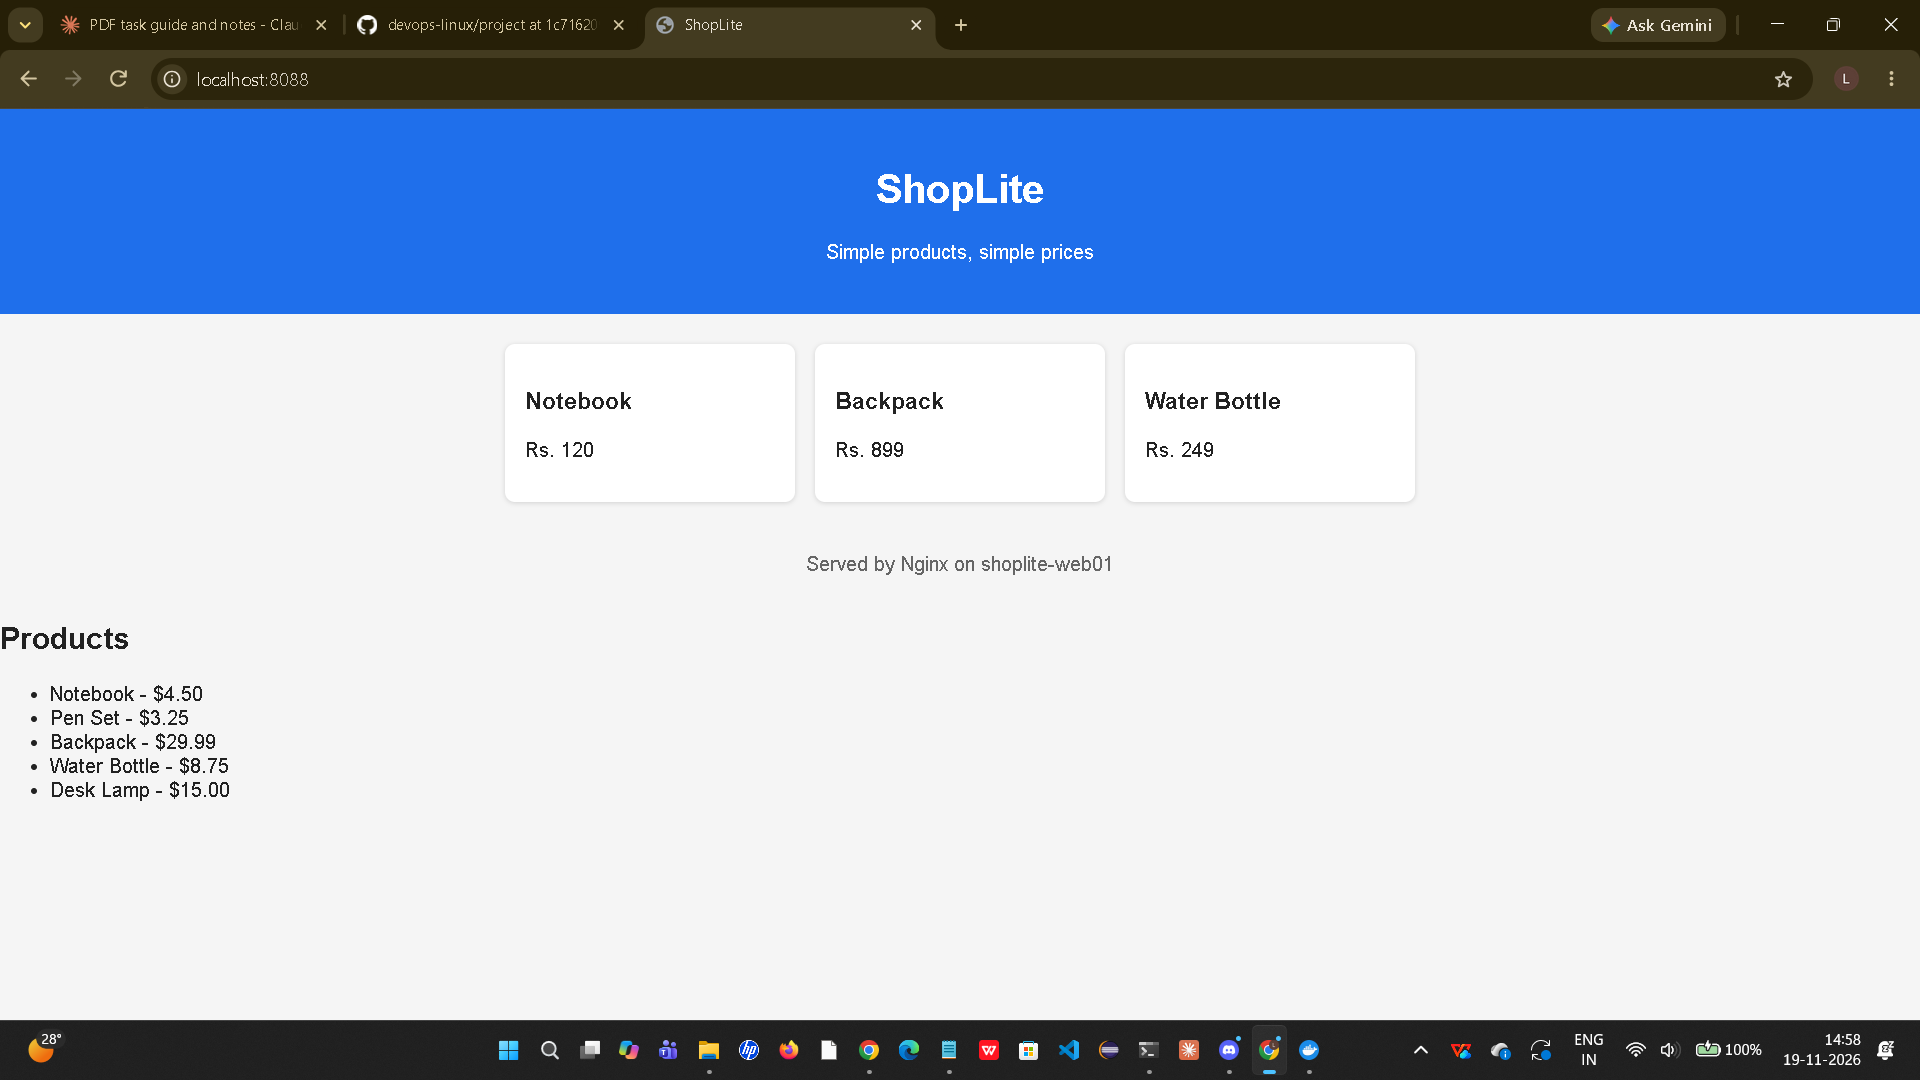 PDF task guide and notes - Clau
devops-linux/project at 1c71620
ShopLite
Ask Gemini
localhost:8088
L
ShopLite
Simple products, simple prices
Notebook
Rs. 120
Backpack
Rs. 899
Water Bottle
Rs. 249
Served by Nginx on shoplite-web01
Products
• Notebook - $4.50
• Pen Set - $3.25
• Backpack - $29.99
• Water Bottle - $8.75
• Desk Lamp - $15.00
28°
ENG
IN
100%
14:58
19-11-2026